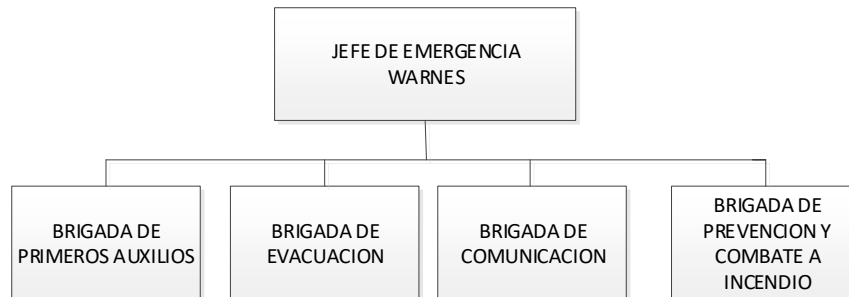 JEFE DE EMERGENCIA
WARNES
BRIGADA DE
PRIMEROS AUXILIOS
BRIGADA DE
EVACUACION
BRIGADA DE
COMUNICACION
BRIGADA DE
PREVENCION Y
COMBATE A
INCENDIO